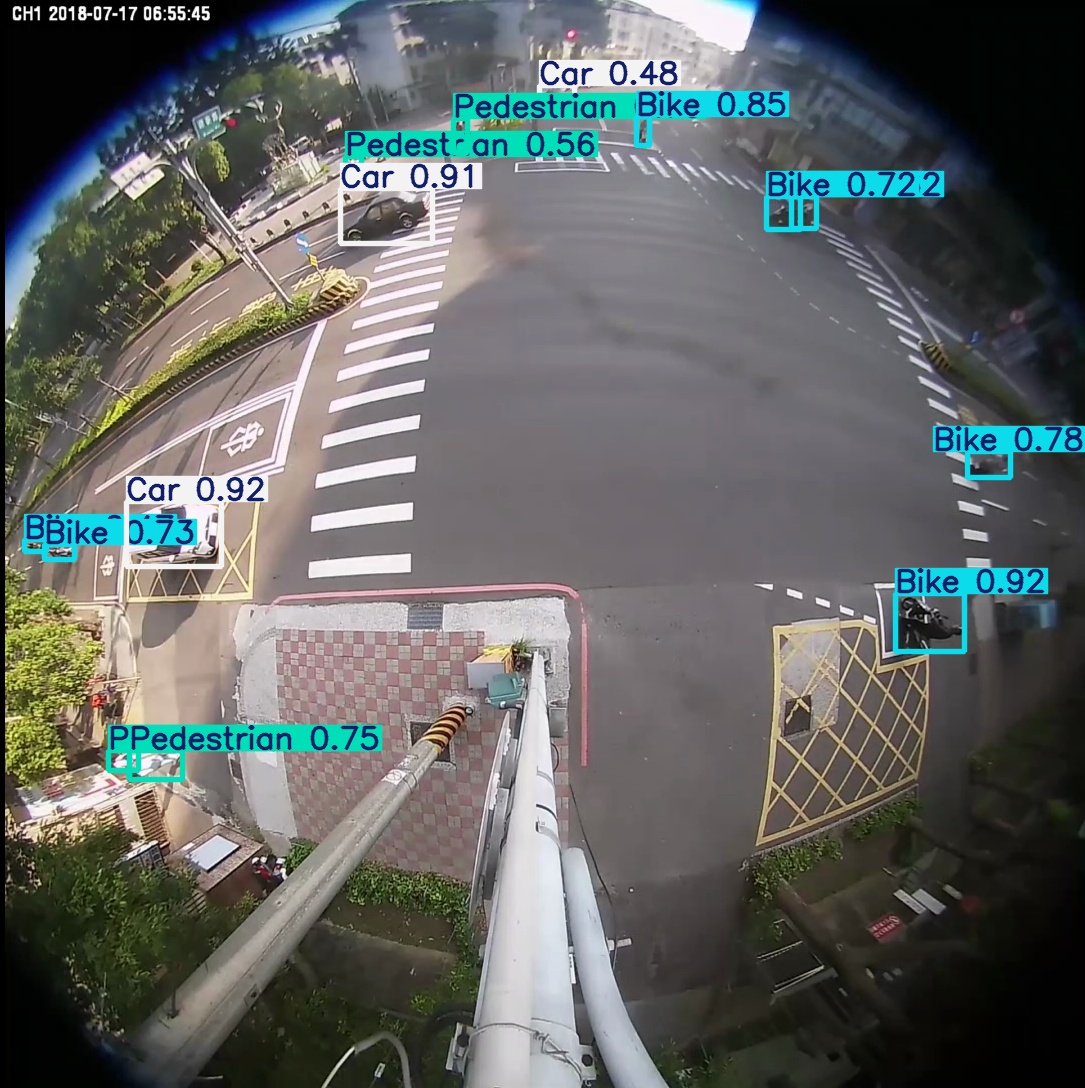 CH1 2018-07-17 06:55:45
Car 0.48
Pedestrian
Bike 0.85
Pedestrian 0.56
Car 0.91
Bike 0.72
Bike 0.78
Car 0.92
Bike 0.73
Bike 0.92
Pedestrian 0.75